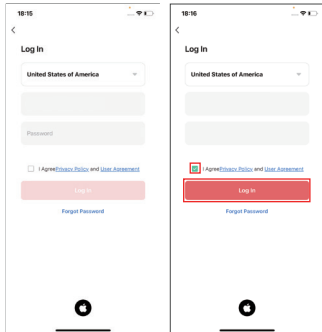 18:15
Log In
United States of America
Password
I AgreePrivacy Policy and User Agreement
Log In
Forgot Password
18:16
Log In
United States of America
I AgreePrivacy Policy and User Agreement
Log In
Forgot Password